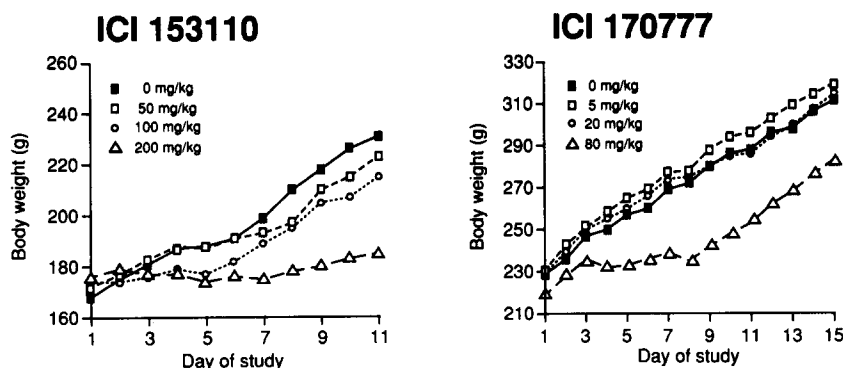 ICI 153110
260
240
220
200
180
160
Body weight (g)
0 mg/kg
50 mg/kg
100 mg/kg
200 mg/kg
1 3 5 7 9 11
Day of study
ICI 170777
330
310
290
270
250
230
210
Body weight (g)
0 mg/kg
5 mg/kg
20 mg/kg
80 mg/kg
1 3 5 7 9 11 13 15
Day of study